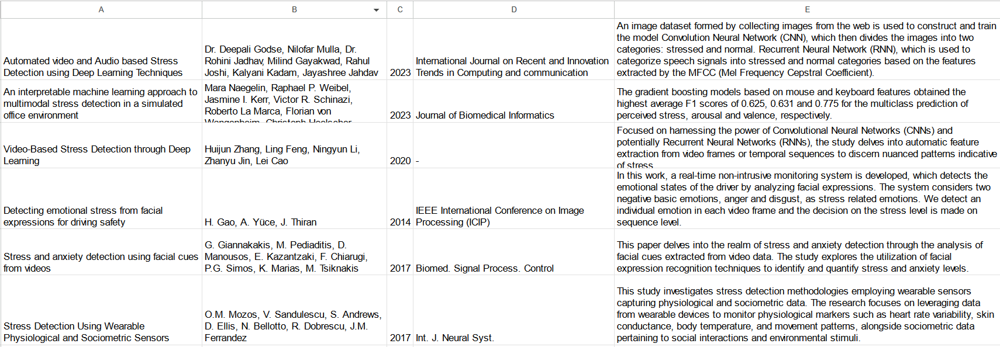 A B C D E
Automated video and Audio based Stress
Detection using Deep Learning Techniques
Dr. Deepali Godse, Nilofar Mulla, Dr.
Rohini Jadhav, Milind Gayakwad, Rahul
Joshi, Kalyani Kadam, Jayashree Jahdav
2023
International Journal on Recent and Innovation
Trends in Computing and communication
An image dataset formed by collecting images from the web is used to construct and train
the model Convolution Neural Network (CNN), which then divides the images into two
categories: stressed and normal. Recurrent Neural Network (RNN), which is used to
categorize speech signals into stressed and normal categories based on the features
extracted by the MFCC (Mel Frequency Cepstral Coefficient).
An interpretable machine learning approach to
multimodal stress detection in a simulated
office environment
Mara Naegelin, Raphael P. Weibel,
Jasmine I. Kerr, Victor R. Schinazi,
Roberto La Marca, Florian von
Wangenheim, Christoph Hoelscher
2023
Journal of Biomedical Informatics
The gradient boosting models based on mouse and keyboard features obtained the
highest average F1 scores of 0.625, 0.631 and 0.775 for the multiclass prediction of
perceived stress, arousal and valence, respectively.
Video-Based Stress Detection through Deep
Learning
Huijun Zhang, Ling Feng, Ningyun Li,
Zhanyu Jin, Lei Cao
2020
-
Focused on harnessing the power of Convolutional Neural Networks (CNNs) and
potentially Recurrent Neural Networks (RNNs), the study delves into automatic feature
extraction from video frames or temporal sequences to discern nuanced patterns indicative
of stress
Detecting emotional stress from facial
expressions for driving safety
H. Gao, A. Yüce, J. Thiran
2014
IEEE International Conference on Image
Processing (ICIP)
In this work, a real-time non-intrusive monitoring system is developed, which detects the
emotional states of the driver by analyzing facial expressions. The system considers two
negative basic emotions, anger and disgust, as stress related emotions. We detect an
individual emotion in each video frame and the decision on the stress level is made on
sequence level.
Stress and anxiety detection using facial cues
from videos
G. Giannakakis, M. Pediaditis, D.
Manousos, E. Kazantzaki, F. Chiarugi,
P.G. Simos, K. Marias, M. Tsiknakis
2017
Biomed. Signal Process. Control
This paper delves into the realm of stress and anxiety detection through the analysis of
facial cues extracted from video data. The study explores the utilization of facial
expression recognition techniques to identify and quantify stress and anxiety levels.
Stress Detection Using Wearable
Physiological and Sociometric Sensors
O.M. Mozos, V. Sandulescu, S. Andrews,
D. Ellis, N. Bellotto, R. Dobrescu, J.M.
Ferrandez
2017
Int. J. Neural Syst.
This study investigates stress detection methodologies employing wearable sensors
capturing physiological and sociometric data. The research focuses on leveraging data
from wearable devices to monitor physiological markers such as heart rate variability, skin
conductance, body temperature, and movement patterns, alongside sociometric data
pertaining to social interactions and environmental stimuli.